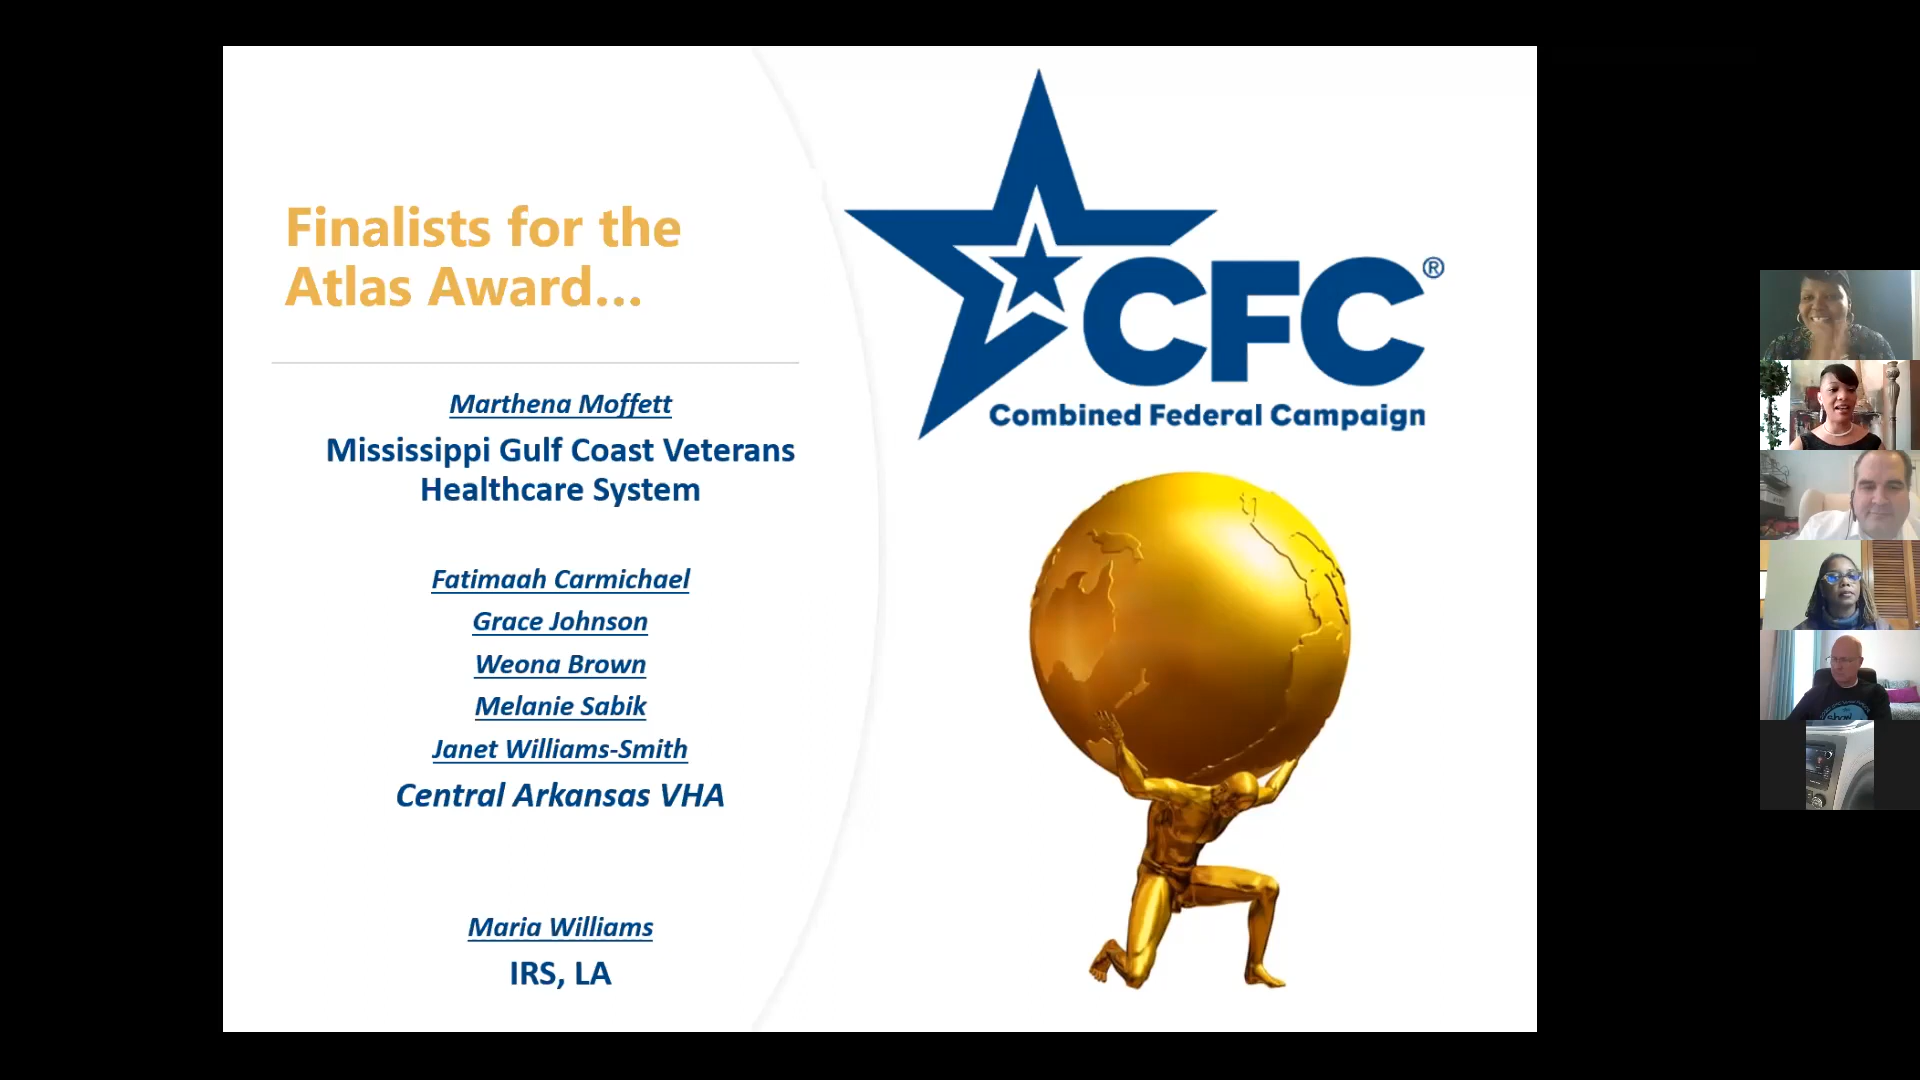 Finalists for the
Atlas Award...
Marthena Moffett
Mississippi Gulf Coast Veterans
Healthcare System
Fatimaah Carmichael
Grace Johnson
Weona Brown
Melanie Sabik
Janet Williams-Smith
Central Arkansas VHA
Maria Williams
IRS, LA
CFC®
Combined Federal Campaign